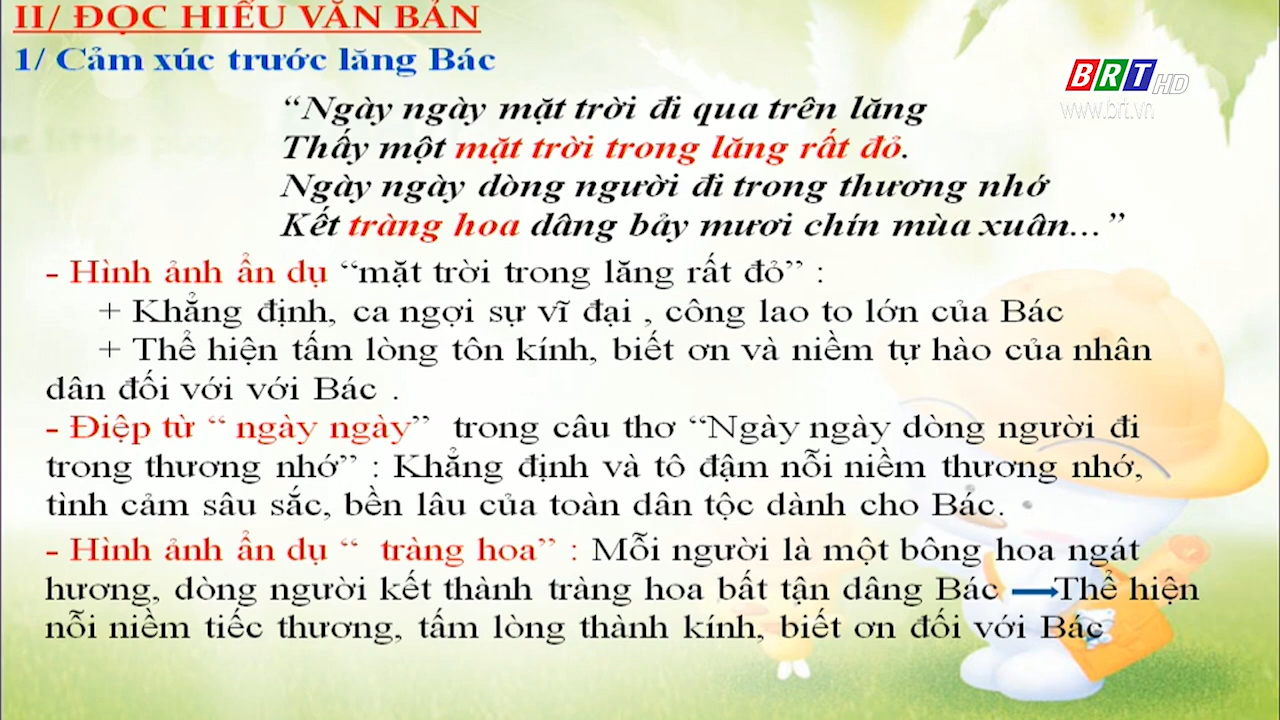 II/ ĐỌC HIỂU VĂN BẢN
1/ Cảm xúc trước lăng Bác
BRT HD
www.brt.vn
“Ngày ngày mặt trời đi qua trên lăng
Thấy một mặt trời trong lăng rất đỏ.
Ngày ngày dòng người đi trong thương nhớ
Kết tràng hoa dâng bảy mươi chín mùa xuân...”
- Hình ảnh ẩn dụ “mặt trời trong lăng rất đỏ” :
+ Khẳng định, ca ngợi sự vĩ đại , công lao to lớn của Bác
+ Thể hiện tấm lòng tôn kính, biết ơn và niềm tự hào của nhân
dân đối với với Bác .
- Điệp từ “ ngày ngày” trong câu thơ “Ngày ngày dòng người đi
trong thương nhớ” : Khẳng định và tô đậm nỗi niềm thương nhớ,
tình cảm sâu sắc, bền lâu của toàn dân tộc dành cho Bác.
- Hình ảnh ẩn dụ “ tràng hoa” : Mỗi người là một bông hoa ngát
hương, dòng người kết thành tràng hoa bất tận dâng Bác → Thể hiện
nỗi niềm tiếc thương, tấm lòng thành kính, biết ơn đối với Bác